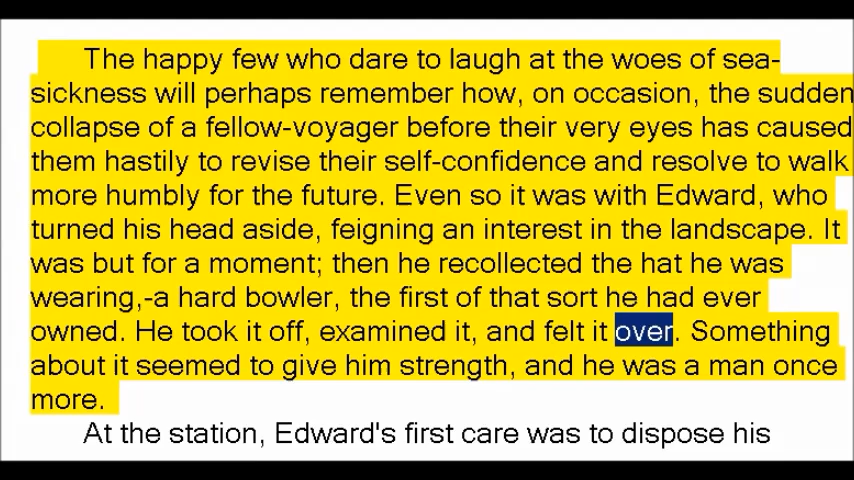 The happy few who dare to laugh at the woes of sea-
sickness will perhaps remember how, on occasion, the sudden
collapse of a fellow-voyager before their very eyes has caused
them hastily to revise their self-confidence and resolve to walk
more humbly for the future. Even so it was with Edward, who
turned his head aside, feigning an interest in the landscape. It
was but for a moment; then he recollected the hat he was
wearing,-a hard bowler, the first of that sort he had ever
owned. He took it off, examined it, and felt it over. Something
about it seemed to give him strength, and he was a man once
more.
At the station, Edward's first care was to dispose his